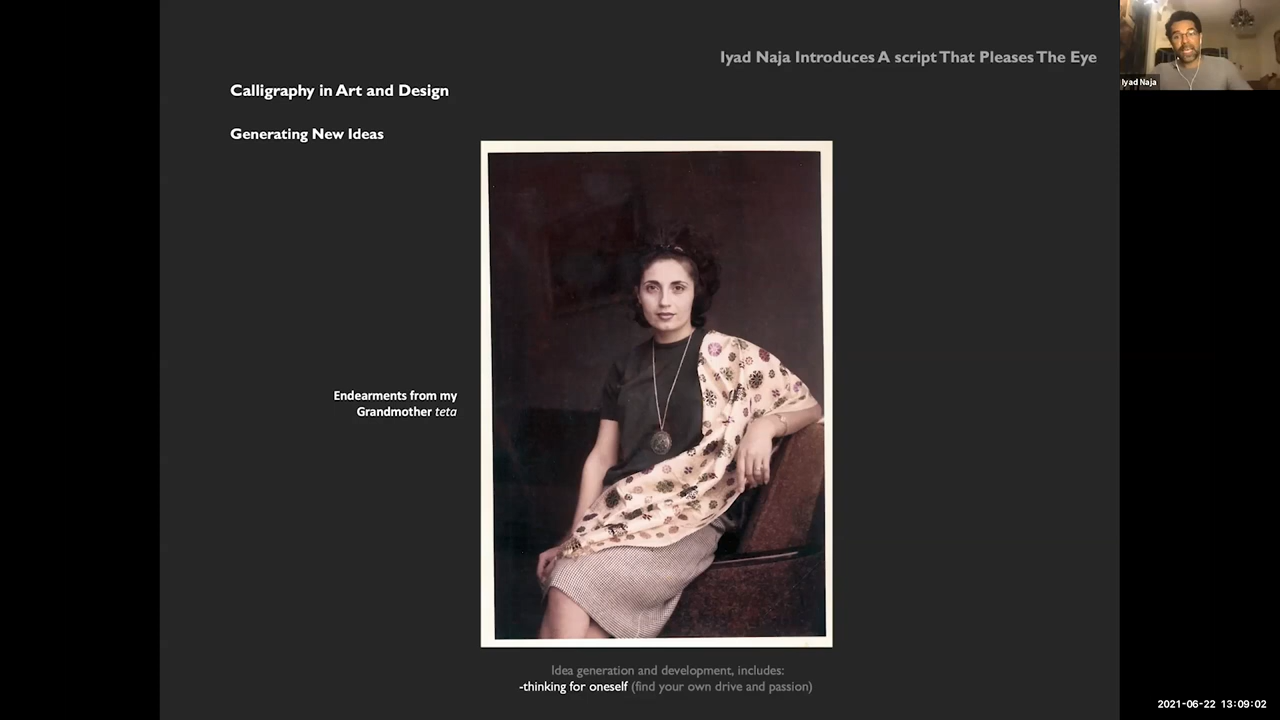 Iyad Naja Introduces A script That Pleases The Eye
Iyad Naja
Calligraphy in Art and Design
Generating New Ideas
Endearments from my
Grandmother teta
Idea generation and development, includes:
-thinking for oneself (find your own drive and passion)
2021-06-22 13:09:02